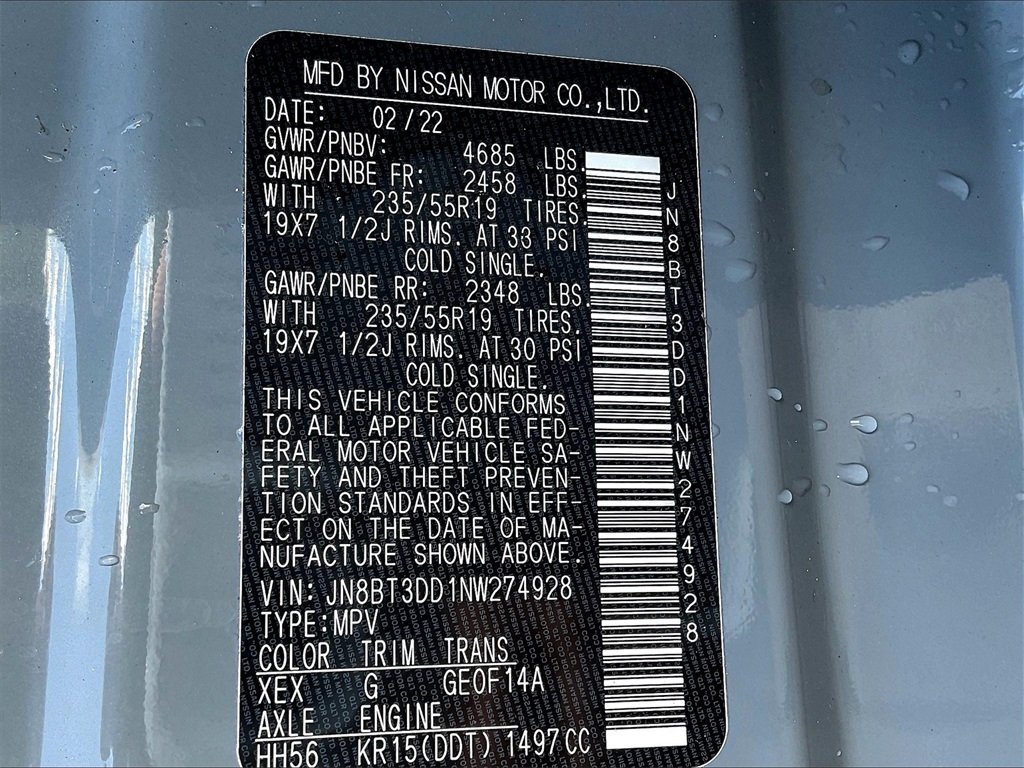 MFD BY NISSAN MOTOR CO.,LTD.
DATE: 02/22
GVWR/PNBV: 4685 LBS.
GAWR/PNBE FR: 2458 LBS.
WITH 235/55R19 TIRES.
19X7 1/2J RIMS. AT 33 PSI
COLD SINGLE.
GAWR/PNBE RR: 2348 LBS.
WITH 235/55R19 TIRES.
19X7 1/2J RIMS. AT 30 PSI
COLD SINGLE.
THIS VEHICLE CONFORMS
TO ALL APPLICABLE FED-
ERAL MOTOR VEHICLE SA-
FETY AND THEFT PREVEN-
TION STANDARDS IN EFF-
ECT ON THE DATE OF MA-
NUFACTURE SHOWN ABOVE.
VIN: JN8BT3DD1NW274928
TYPE:MPV
COLOR TRIM TRANS
XEX G GE0F14A
AXLE ENGINE
HH56 KR15(DDT) 1497CC
JN8BT3DD1NW274928